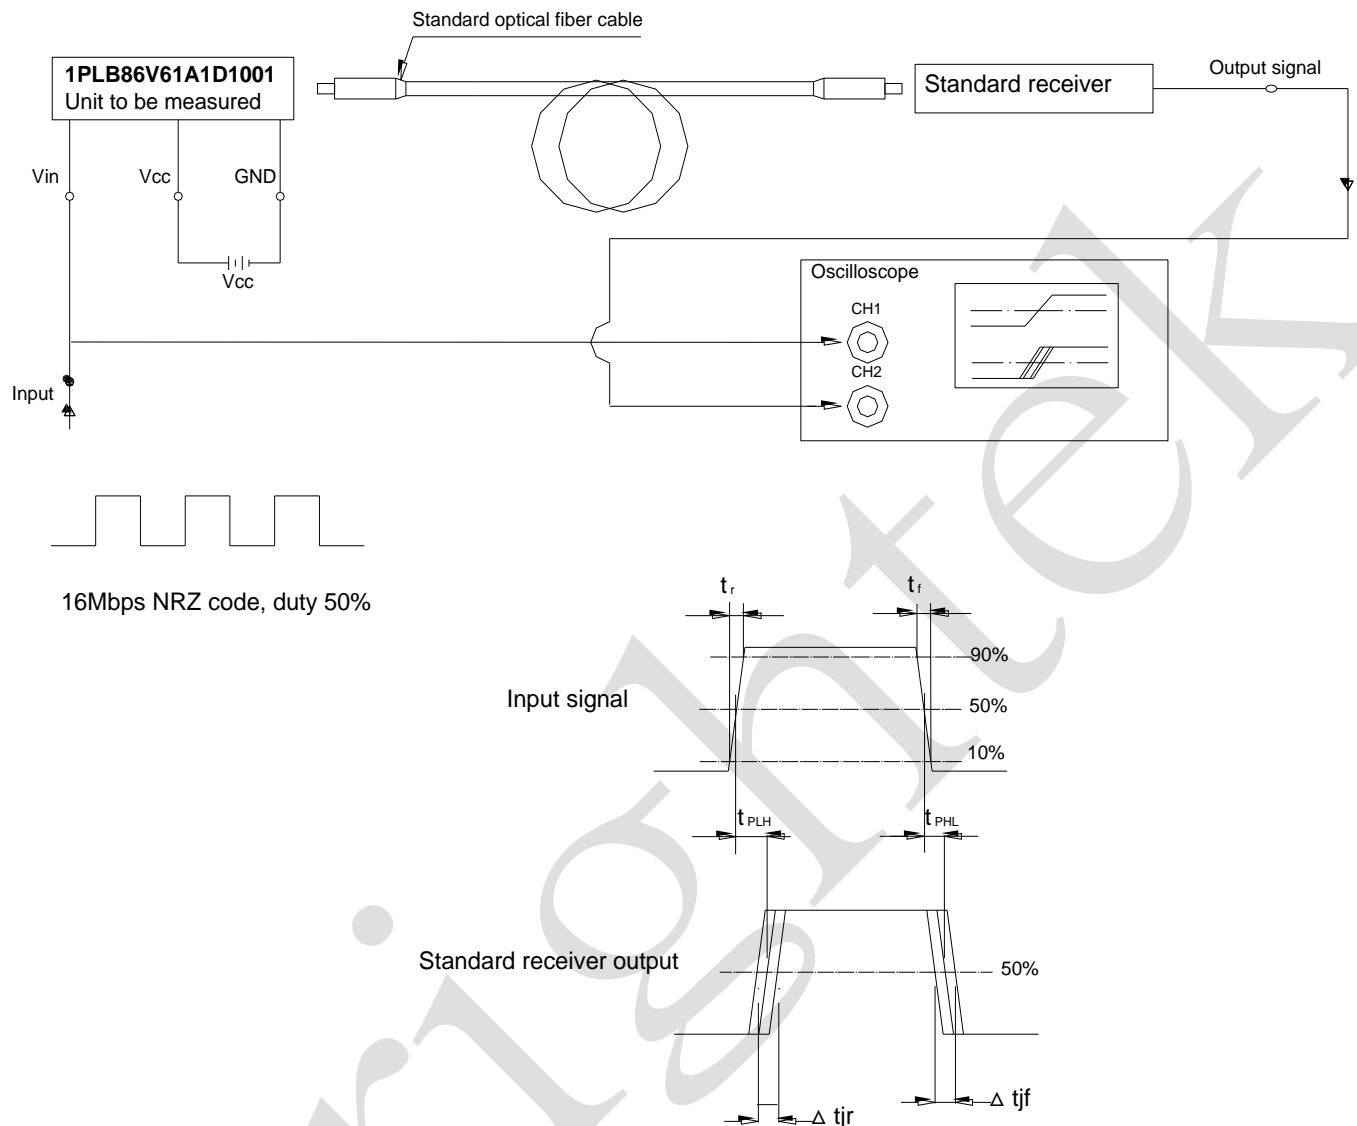 Standard optical fiber cable
1PLB86V61A1D1001
Unit to be measured
Standard receiver
Output signal
Vin
Vcc
GND
Vcc
Oscilloscope
CH1
CH2
Input
16Mbps NRZ code, duty 50%
tr
tf
90%
Input signal
50%
10%
tPLH
tPHL
Standard receiver output
50%
Δ tjr
Δ tjf
rightek